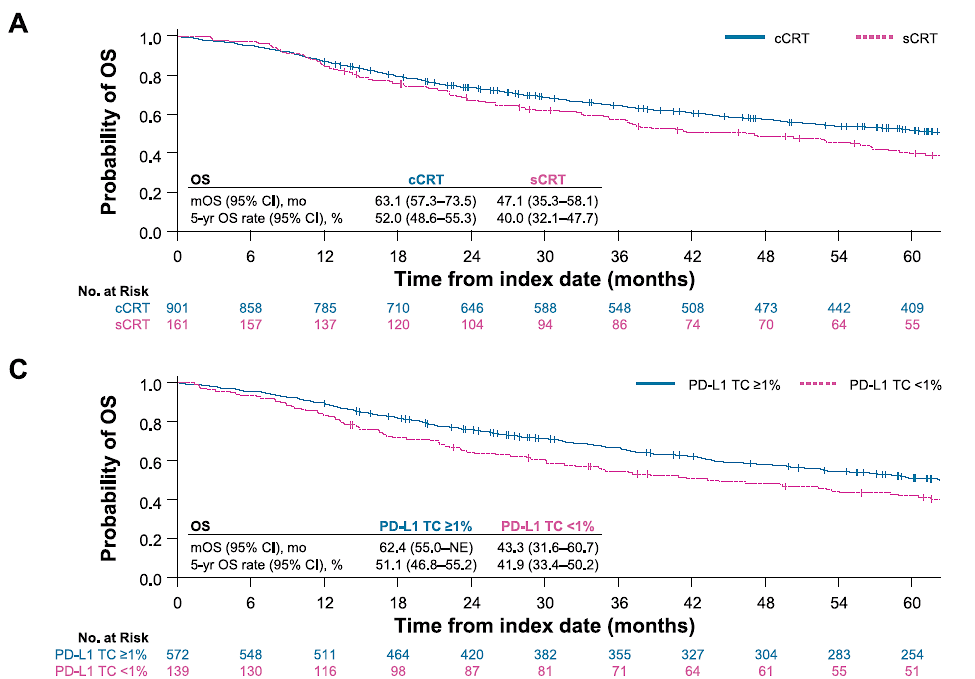 A
Probability of OS
1.0
0.8
0.6
0.4
0.2
0.0
cCRT sCRT
OS cCRT sCRT
mOS (95% CI), mo 63.1 (57.3–73.5) 47.1 (35.3–58.1)
5-yr OS rate (95% CI), % 52.0 (48.6–55.3) 40.0 (32.1–47.7)
0 6 12 18 24 30 36 42 48 54 60
Time from index date (months)
No. at Risk
cCRT 901 858 785 710 646 588 548 508 473 442 409
sCRT 161 157 137 120 104 94 86 74 70 64 55
C
Probability of OS
1.0
0.8
0.6
0.4
0.2
0.0
PD-L1 TC ≥1% PD-L1 TC <1%
OS PD-L1 TC ≥1% PD-L1 TC <1%
mOS (95% CI), mo 62.4 (55.0–NE) 43.3 (31.6–60.7)
5-yr OS rate (95% CI), % 51.1 (46.8–55.2) 41.9 (33.4–50.2)
0 6 12 18 24 30 36 42 48 54 60
Time from index date (months)
No. at Risk
PD-L1 TC ≥1% 572 548 511 464 420 382 355 327 304 283 254
PD-L1 TC <1% 139 130 116 98 87 81 71 64 61 55 51